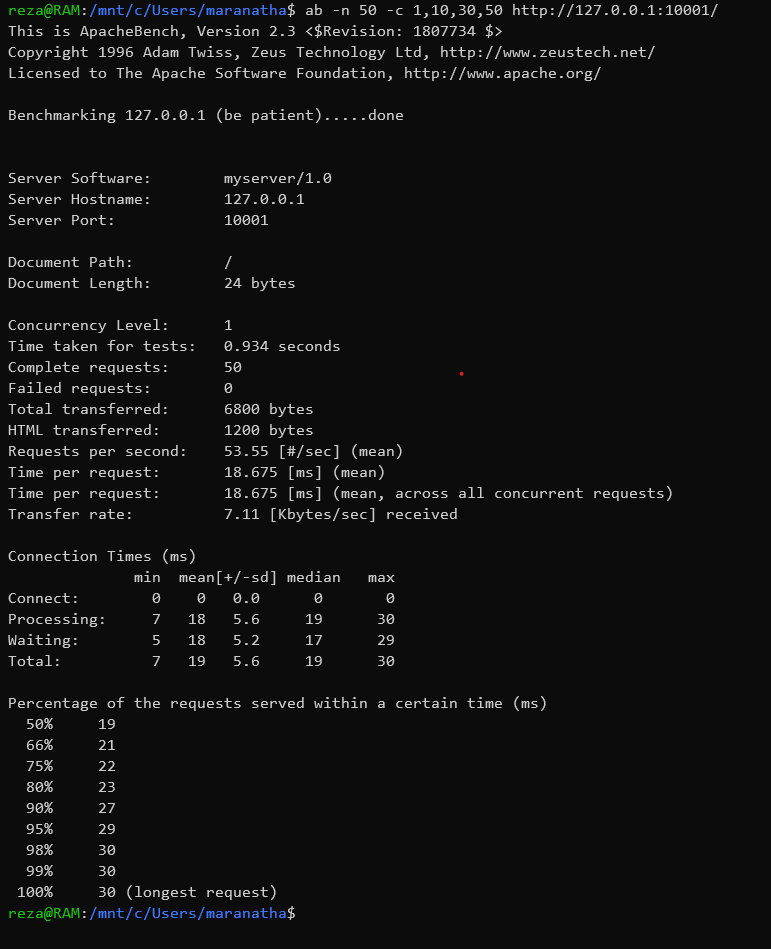 reza@RAM:/mnt/c/Users/maranatha$ ab -n 50 -c 1,10,30,50 http://127.0.0.1:10001/
This is ApacheBench, Version 2.3 <$Revision: 1807734 $>
Copyright 1996 Adam Twiss, Zeus Technology Ltd, http://www.zeustech.net/
Licensed to The Apache Software Foundation, http://www.apache.org/
Benchmarking 127.0.0.1 (be patient).....done
Server Software:        myserver/1.0
Server Hostname:        127.0.0.1
Server Port:            10001
Document Path:          /
Document Length:        24 bytes
Concurrency Level:      1
Time taken for tests:   0.934 seconds
Complete requests:      50
Failed requests:        0
Total transferred:      6800 bytes
HTML transferred:       1200 bytes
Requests per second:    53.55 [#/sec] (mean)
Time per request:       18.675 [ms] (mean)
Time per request:       18.675 [ms] (mean, across all concurrent requests)
Transfer rate:          7.11 [Kbytes/sec] received
Connection Times (ms)
              min  mean[+/-sd] median   max
Connect:        0    0   0.0      0       0
Processing:     7   18   5.6     19      30
Waiting:        5   18   5.2     17      29
Total:          7   19   5.6     19      30
Percentage of the requests served within a certain time (ms)
  50%     19
  66%     21
  75%     22
  80%     23
  90%     27
  95%     29
  98%     30
  99%     30
 100%     30 (longest request)
reza@RAM:/mnt/c/Users/maranatha$